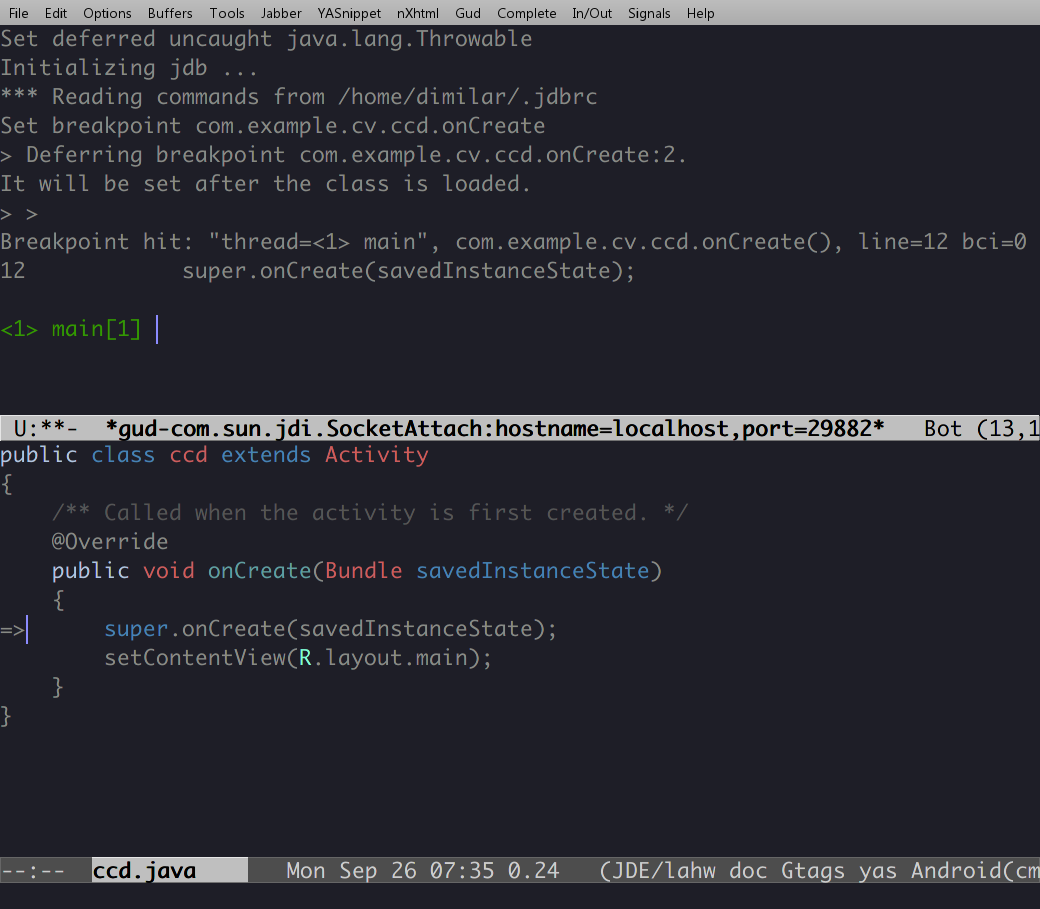 File Edit Options Buffers Tools Jabber YASnippet nXhtml Gud Complete In/Out Signals Help
Set deferred uncaught java.lang.Throwable
Initializing jdb ...
*** Reading commands from /home/dimilar/.jdbrc
Set breakpoint com.example.cv.ccd.onCreate
> Deferring breakpoint com.example.cv.ccd.onCreate:2.
It will be set after the class is loaded.
> >
Breakpoint hit: "thread=<1> main", com.example.cv.ccd.onCreate(), line=12 bci=0
12            super.onCreate(savedInstanceState);
<1> main[1]
U:**-  *gud-com.sun.jdi.SocketAttach:hostname=localhost,port=29882*   Bot (13,1
public class ccd extends Activity
{
    /** Called when the activity is first created. */
    @Override
    public void onCreate(Bundle savedInstanceState)
    {
=>      super.onCreate(savedInstanceState);
        setContentView(R.layout.main);
    }
}
--:--  ccd.java       Mon Sep 26 07:35 0.24   (JDE/lahw doc Gtags yas Android(cm